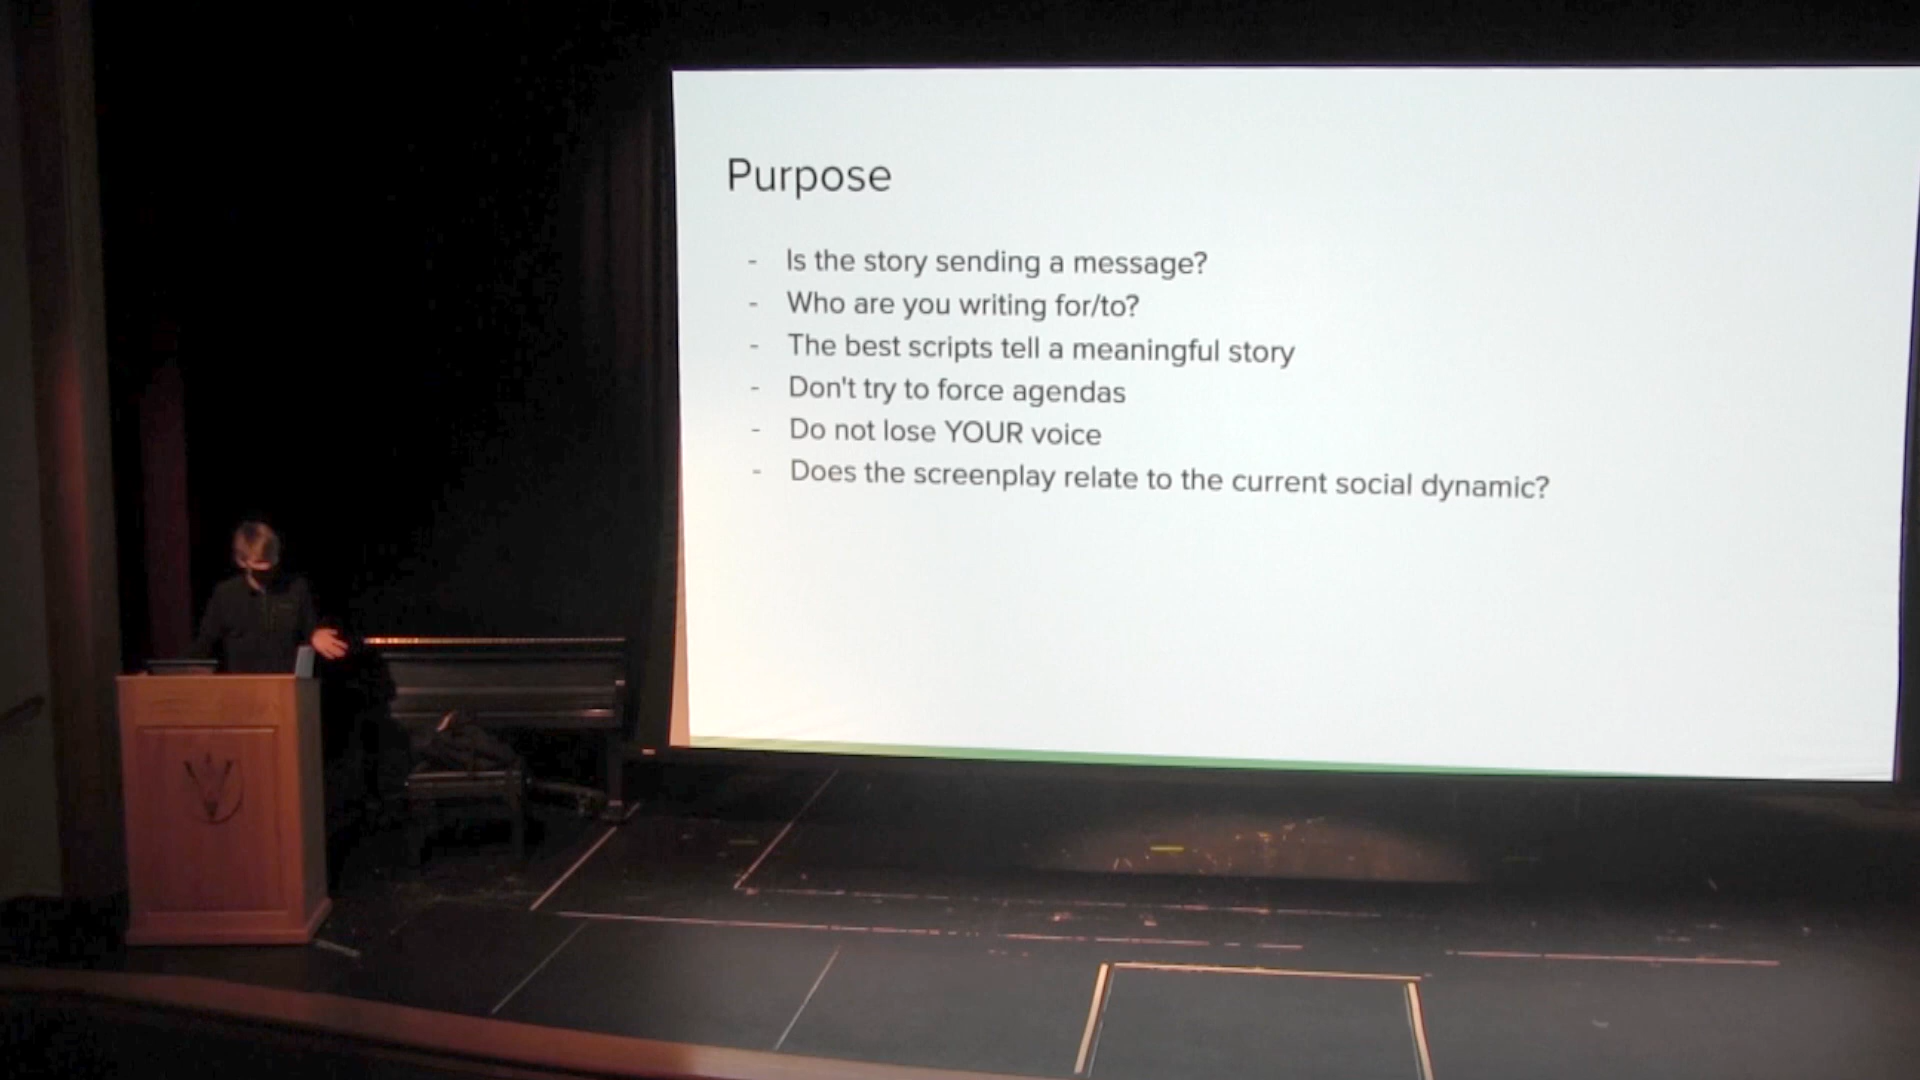 Purpose
- Is the story sending a message?
- Who are you writing for/to?
- The best scripts tell a meaningful story
- Don't try to force agendas
- Do not lose YOUR voice
- Does the screenplay relate to the current social dynamic?